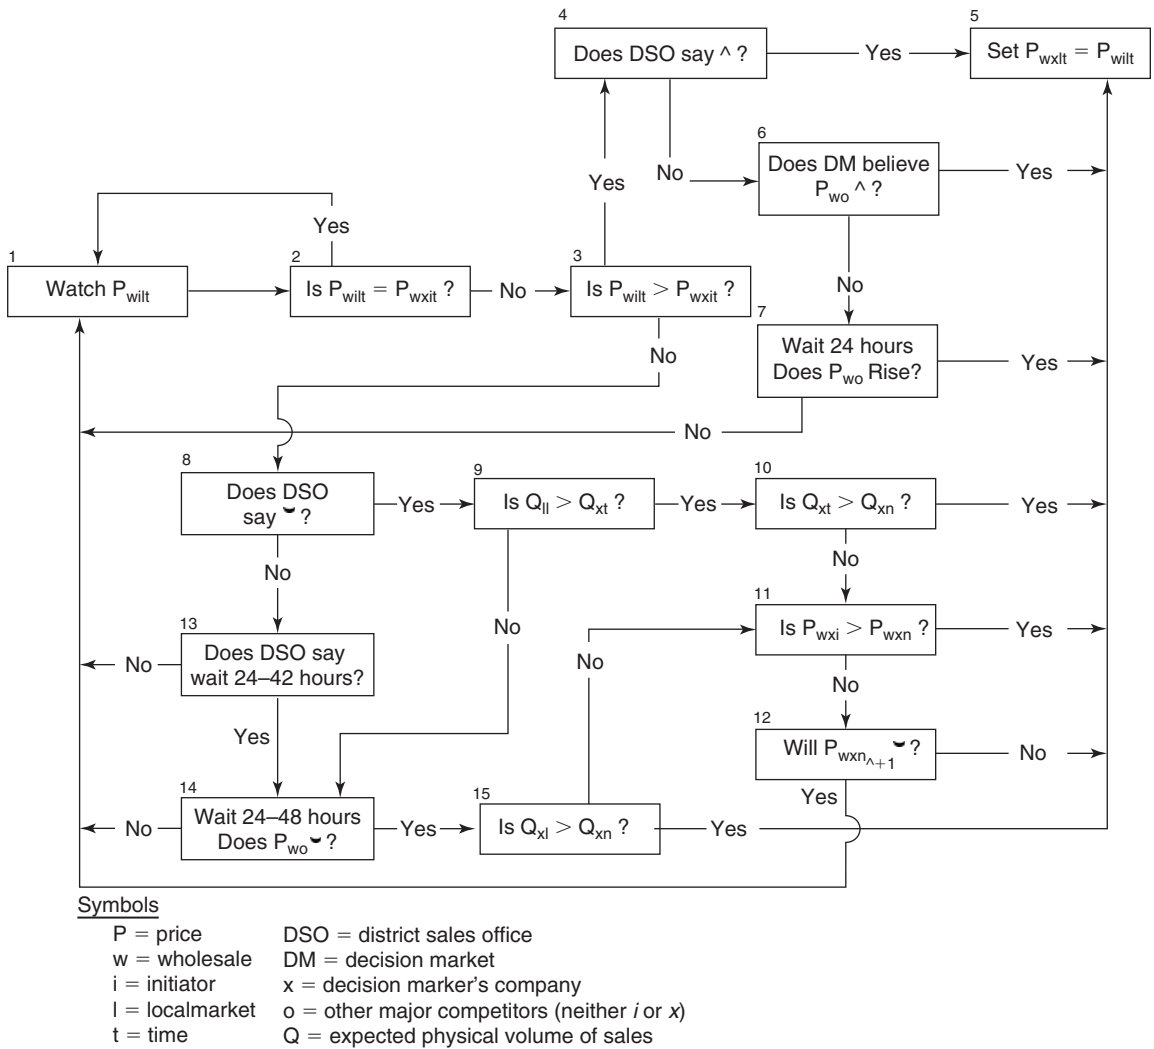 4
Does DSO say ^ ?
Yes
5
Set P_wxlt = P_wilt
No
6
Does DM believe
P_wo ^ ?
Yes
Yes
Yes
1
Watch P_wilt
2
Is P_wilt = P_wxit ?
No
3
Is P_wilt > P_wxit ?
No
No
7
Wait 24 hours
Does P_wo Rise?
Yes
No
8
Does DSO
say ˘ ?
Yes
9
Is Q_ll > Q_xt ?
Yes
10
Is Q_xt > Q_xn ?
Yes
No
No
No
11
Is P_wxi > P_wxn ?
Yes
13
Does DSO say
wait 24–42 hours?
No
No
No
Yes
12
Will P_wxn_^+1 ˘ ?
No
Yes
14
Wait 24–48 hours
Does P_wo ˘ ?
No
Yes
15
Is Q_xl > Q_xn ?
Yes
Symbols
P = price
DSO = district sales office
w = wholesale
DM = decision market
i = initiator
x = decision marker's company
l = localmarket
o = other major competitors (neither i or x)
t = time
Q = expected physical volume of sales